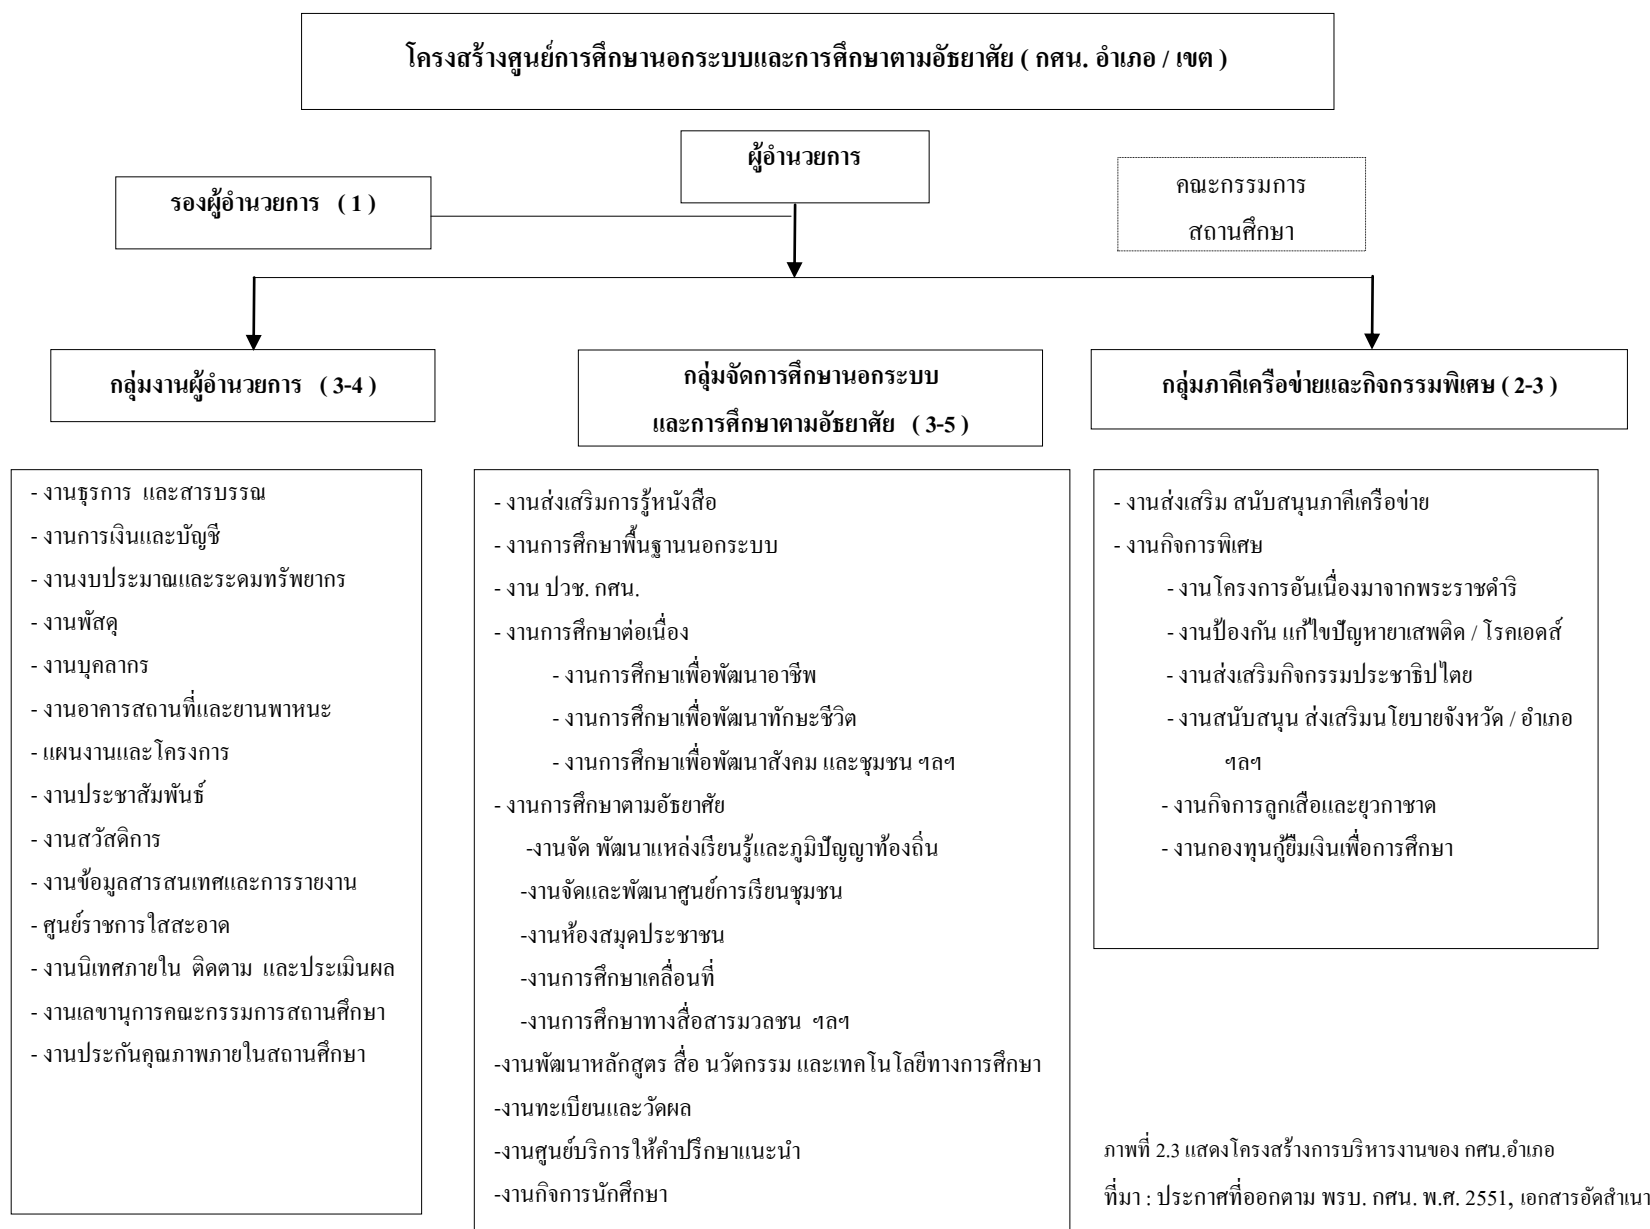 โครงสร้างศูนย์การศึกษานอกระบบและการศึกษาตามอัธยาศัย ( กศน. อำเภอ / เขต )
ผู้อำนวยการ
รองผู้อำนวยการ ( 1 )
คณะกรรมการ
สถานศึกษา
กลุ่มงานผู้อำนวยการ ( 3-4 )
- งานธุรการ และสารบรรณ
- งานการเงินและบัญชี
- งานงบประมาณและระดมทรัพยากร
- งานพัสดุ
- งานบุคลากร
- งานอาคารสถานที่และยานพาหนะ
- แผนงานและโครงการ
- งานประชาสัมพันธ์
- งานสวัสดิการ
- งานข้อมูลสารสนเทศและการรายงาน
- ศูนย์ราชการใสสะอาด
- งานนิเทศภายใน ติดตาม และประเมินผล
- งานเลขานุการคณะกรรมการสถานศึกษา
- งานประกันคุณภาพภายในสถานศึกษา
กลุ่มจัดการศึกษานอกระบบ
และการศึกษาตามอัธยาศัย ( 3-5 )
- งานส่งเสริมการรู้หนังสือ
- งานการศึกษาพื้นฐานนอกระบบ
- งาน ปวช. กศน.
- งานการศึกษาต่อเนื่อง
- งานการศึกษาเพื่อพัฒนาอาชีพ
- งานการศึกษาเพื่อพัฒนาทักษะชีวิต
- งานการศึกษาเพื่อพัฒนาสังคม และชุมชน ฯลฯ
- งานการศึกษาตามอัธยาศัย
-งานจัด พัฒนาแหล่งเรียนรู้และภูมิปัญญาท้องถิ่น
-งานจัดและพัฒนาศูนย์การเรียนชุมชน
-งานห้องสมุดประชาชน
-งานการศึกษาเคลื่อนที่
-งานการศึกษาทางสื่อสารมวลชน ฯลฯ
-งานพัฒนาหลักสูตร สื่อ นวัตกรรม และเทคโนโลยีทางการศึกษา
-งานทะเบียนและวัดผล
-งานศูนย์บริการให้คำปรึกษาแนะนำ
-งานกิจการนักศึกษา
กลุ่มภาคีเครือข่ายและกิจกรรมพิเศษ ( 2-3 )
- งานส่งเสริม สนับสนุนภาคีเครือข่าย
- งานกิจการพิเศษ
- งานโครงการอันเนื่องมาจากพระราชดำริ
- งานป้องกัน แก้ไขปัญหายาเสพติด / โรคเอดส์
- งานส่งเสริมกิจกรรมประชาธิปไตย
- งานสนับสนุน ส่งเสริมนโยบายจังหวัด / อำเภอ
ฯลฯ
- งานกิจการลูกเสือและยุวกาชาด
- งานกองทุนกู้ยืมเงินเพื่อการศึกษา
ภาพที่ 2.3 แสดงโครงสร้างการบริหารงานของ กศน.อำเภอ
ที่มา : ประกาศที่ออกตาม พรบ. กศน. พ.ศ. 2551, เอกสารอัดสำเนา